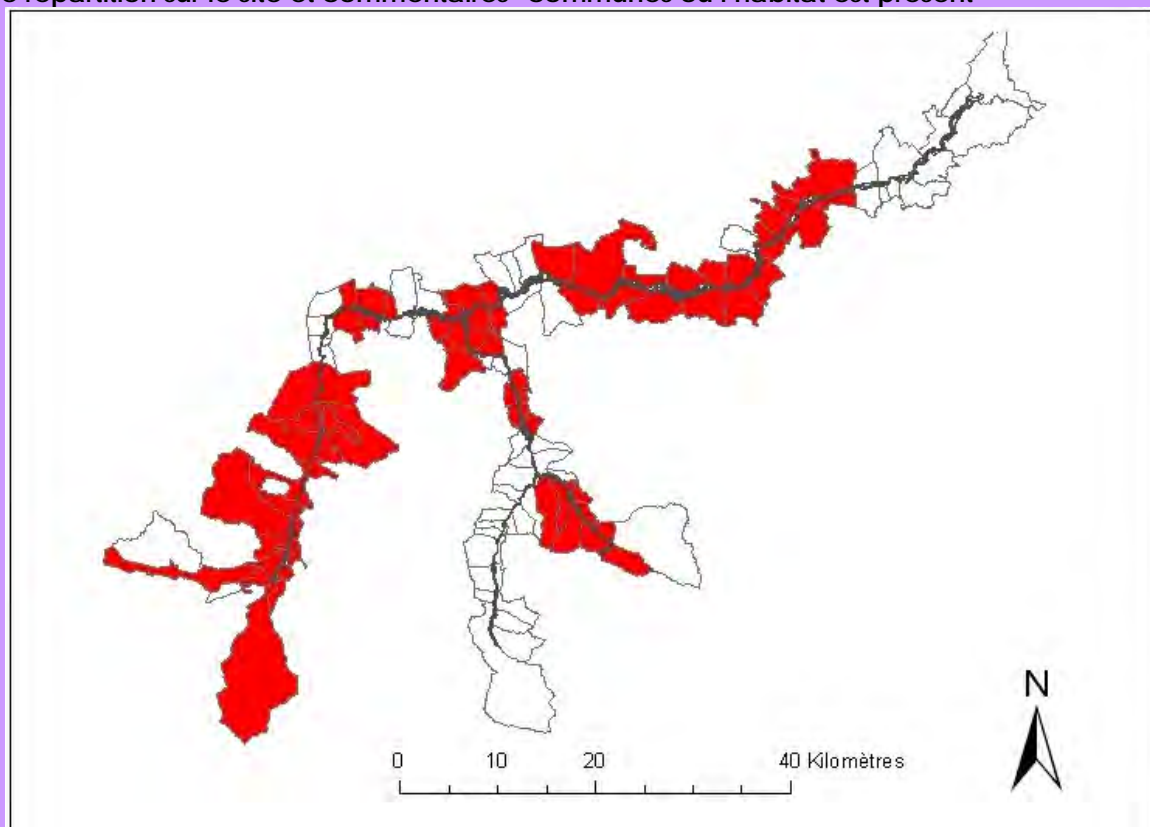 répartition sur le site et commentaires communes où l'habitat est présent
N
0 10 20 40 Kilomètres